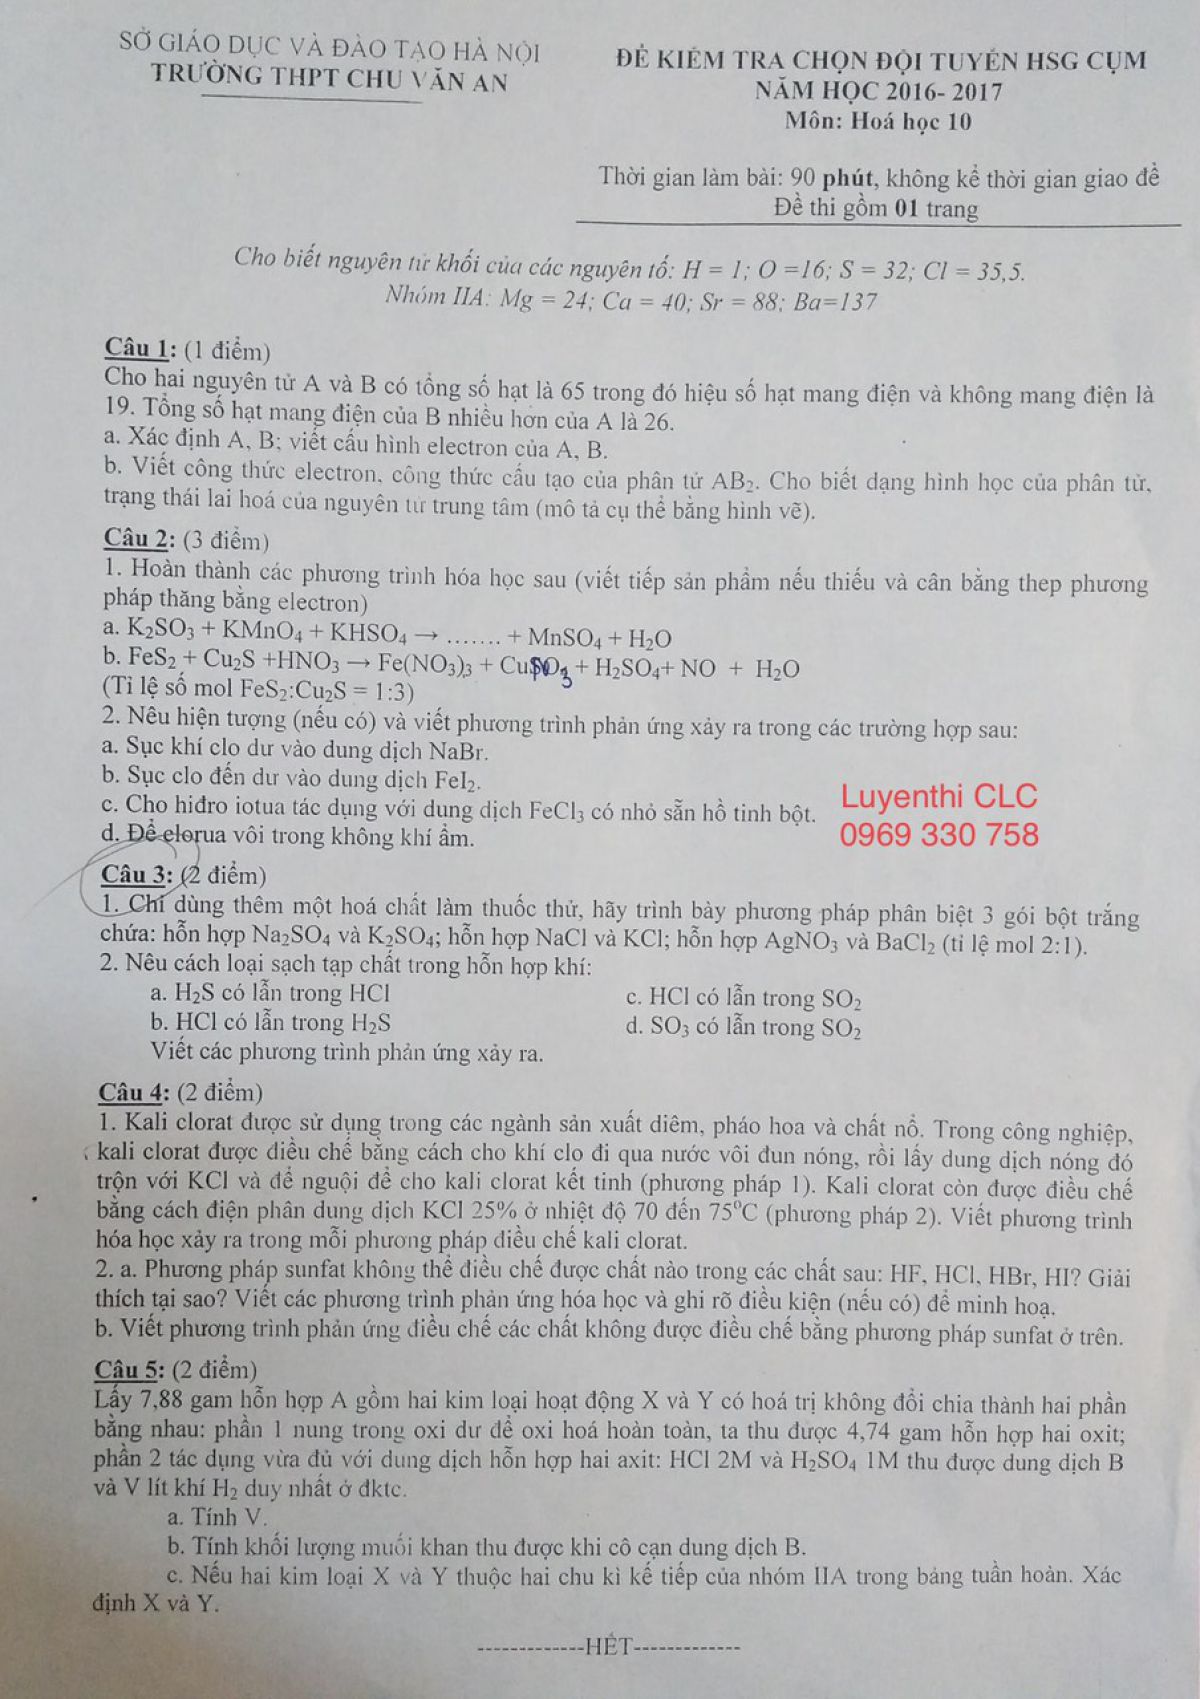 SỞ GIÁO DỤC VÀ ĐÀO TẠO HÀ NỘI
TRƯỜNG THPT CHU VĂN AN
ĐỀ KIỂM TRA CHỌN ĐỘI TUYỂN HSG CỤM
NĂM HỌC 2016- 2017
Môn: Hoá học 10
Thời gian làm bài: 90 phút, không kể thời gian giao đề
Đề thi gồm 01 trang
Cho biết nguyên tử khối của các nguyên tố: H = 1; O =16; S = 32; Cl = 35,5.
Nhóm IIA: Mg = 24; Ca = 40; Sr = 88; Ba=137
Câu 1: (1 điểm)
Cho hai nguyên tử A và B có tổng số hạt là 65 trong đó hiệu số hạt mang điện và không mang điện là
19. Tổng số hạt mang điện của B nhiều hơn của A là 26.
a. Xác định A, B; viết cấu hình electron của A, B.
b. Viết công thức electron, công thức cấu tạo của phân tử AB₂. Cho biết dạng hình học của phân tử,
trạng thái lai hoá của nguyên tử trung tâm (mô tả cụ thể bằng hình vẽ).
Câu 2: (3 điểm)
1. Hoàn thành các phương trình hóa học sau (viết tiếp sản phẩm nếu thiếu và cân bằng thep phương
pháp thăng bằng electron)
a. K₂SO₃ + KMnO₄ + KHSO₄ → ....... + MnSO₄ + H₂O
b. FeS₂ + Cu₂S +HNO₃ → Fe(NO₃)₃ + CuSO₄ + H₂SO₄+ NO + H₂O
(Tỉ lệ số mol FeS₂:Cu₂S = 1:3)
2. Nêu hiện tượng (nếu có) và viết phương trình phản ứng xảy ra trong các trường hợp sau:
a. Sục khí clo dư vào dung dịch NaBr.
b. Sục clo đến dư vào dung dịch FeI₂.
c. Cho hiđro iotua tác dụng với dung dịch FeCl₃ có nhỏ sẵn hồ tinh bột.
d. Để clorua vôi trong không khí ẩm.
Luyenthi CLC
0969 330 758
Câu 3: (2 điểm)
1. Chỉ dùng thêm một hoá chất làm thuốc thử, hãy trình bày phương pháp phân biệt 3 gói bột trắng
chứa: hỗn hợp Na₂SO₄ và K₂SO₄; hỗn hợp NaCl và KCl; hỗn hợp AgNO₃ và BaCl₂ (tỉ lệ mol 2:1).
2. Nêu cách loại sạch tạp chất trong hỗn hợp khí:
a. H₂S có lẫn trong HCl
c. HCl có lẫn trong SO₂
b. HCl có lẫn trong H₂S
d. SO₃ có lẫn trong SO₂
Viết các phương trình phản ứng xảy ra.
Câu 4: (2 điểm)
1. Kali clorat được sử dụng trong các ngành sản xuất diêm, pháo hoa và chất nổ. Trong công nghiệp,
kali clorat được điều chế bằng cách cho khí clo đi qua nước vôi đun nóng, rồi lấy dung dịch nóng đó
trộn với KCl và để nguội để cho kali clorat kết tinh (phương pháp 1). Kali clorat còn được điều chế
bằng cách điện phân dung dịch KCl 25% ở nhiệt độ 70 đến 75⁰C (phương pháp 2). Viết phương trình
hóa học xảy ra trong mỗi phương pháp điều chế kali clorat.
2. a. Phương pháp sunfat không thể điều chế được chất nào trong các chất sau: HF, HCl, HBr, HI? Giải
thích tại sao? Viết các phương trình phản ứng hóa học và ghi rõ điều kiện (nếu có) để minh hoạ.
b. Viết phương trình phản ứng điều chế các chất không được điều chế bằng phương pháp sunfat ở trên.
Câu 5: (2 điểm)
Lấy 7,88 gam hỗn hợp A gồm hai kim loại hoạt động X và Y có hoá trị không đổi chia thành hai phần
bằng nhau: phần 1 nung trong oxi dư để oxi hoá hoàn toàn, ta thu được 4,74 gam hỗn hợp hai oxit;
phần 2 tác dụng vừa đủ với dung dịch hỗn hợp hai axit: HCl 2M và H₂SO₄ 1M thu được dung dịch B
và V lít khí H₂ duy nhất ở đktc.
a. Tính V.
b. Tính khối lượng muối khan thu được khi cô cạn dung dịch B.
c. Nếu hai kim loại X và Y thuộc hai chu kì kế tiếp của nhóm IIA trong bảng tuần hoàn. Xác
định X và Y.
-------------HẾT-------------